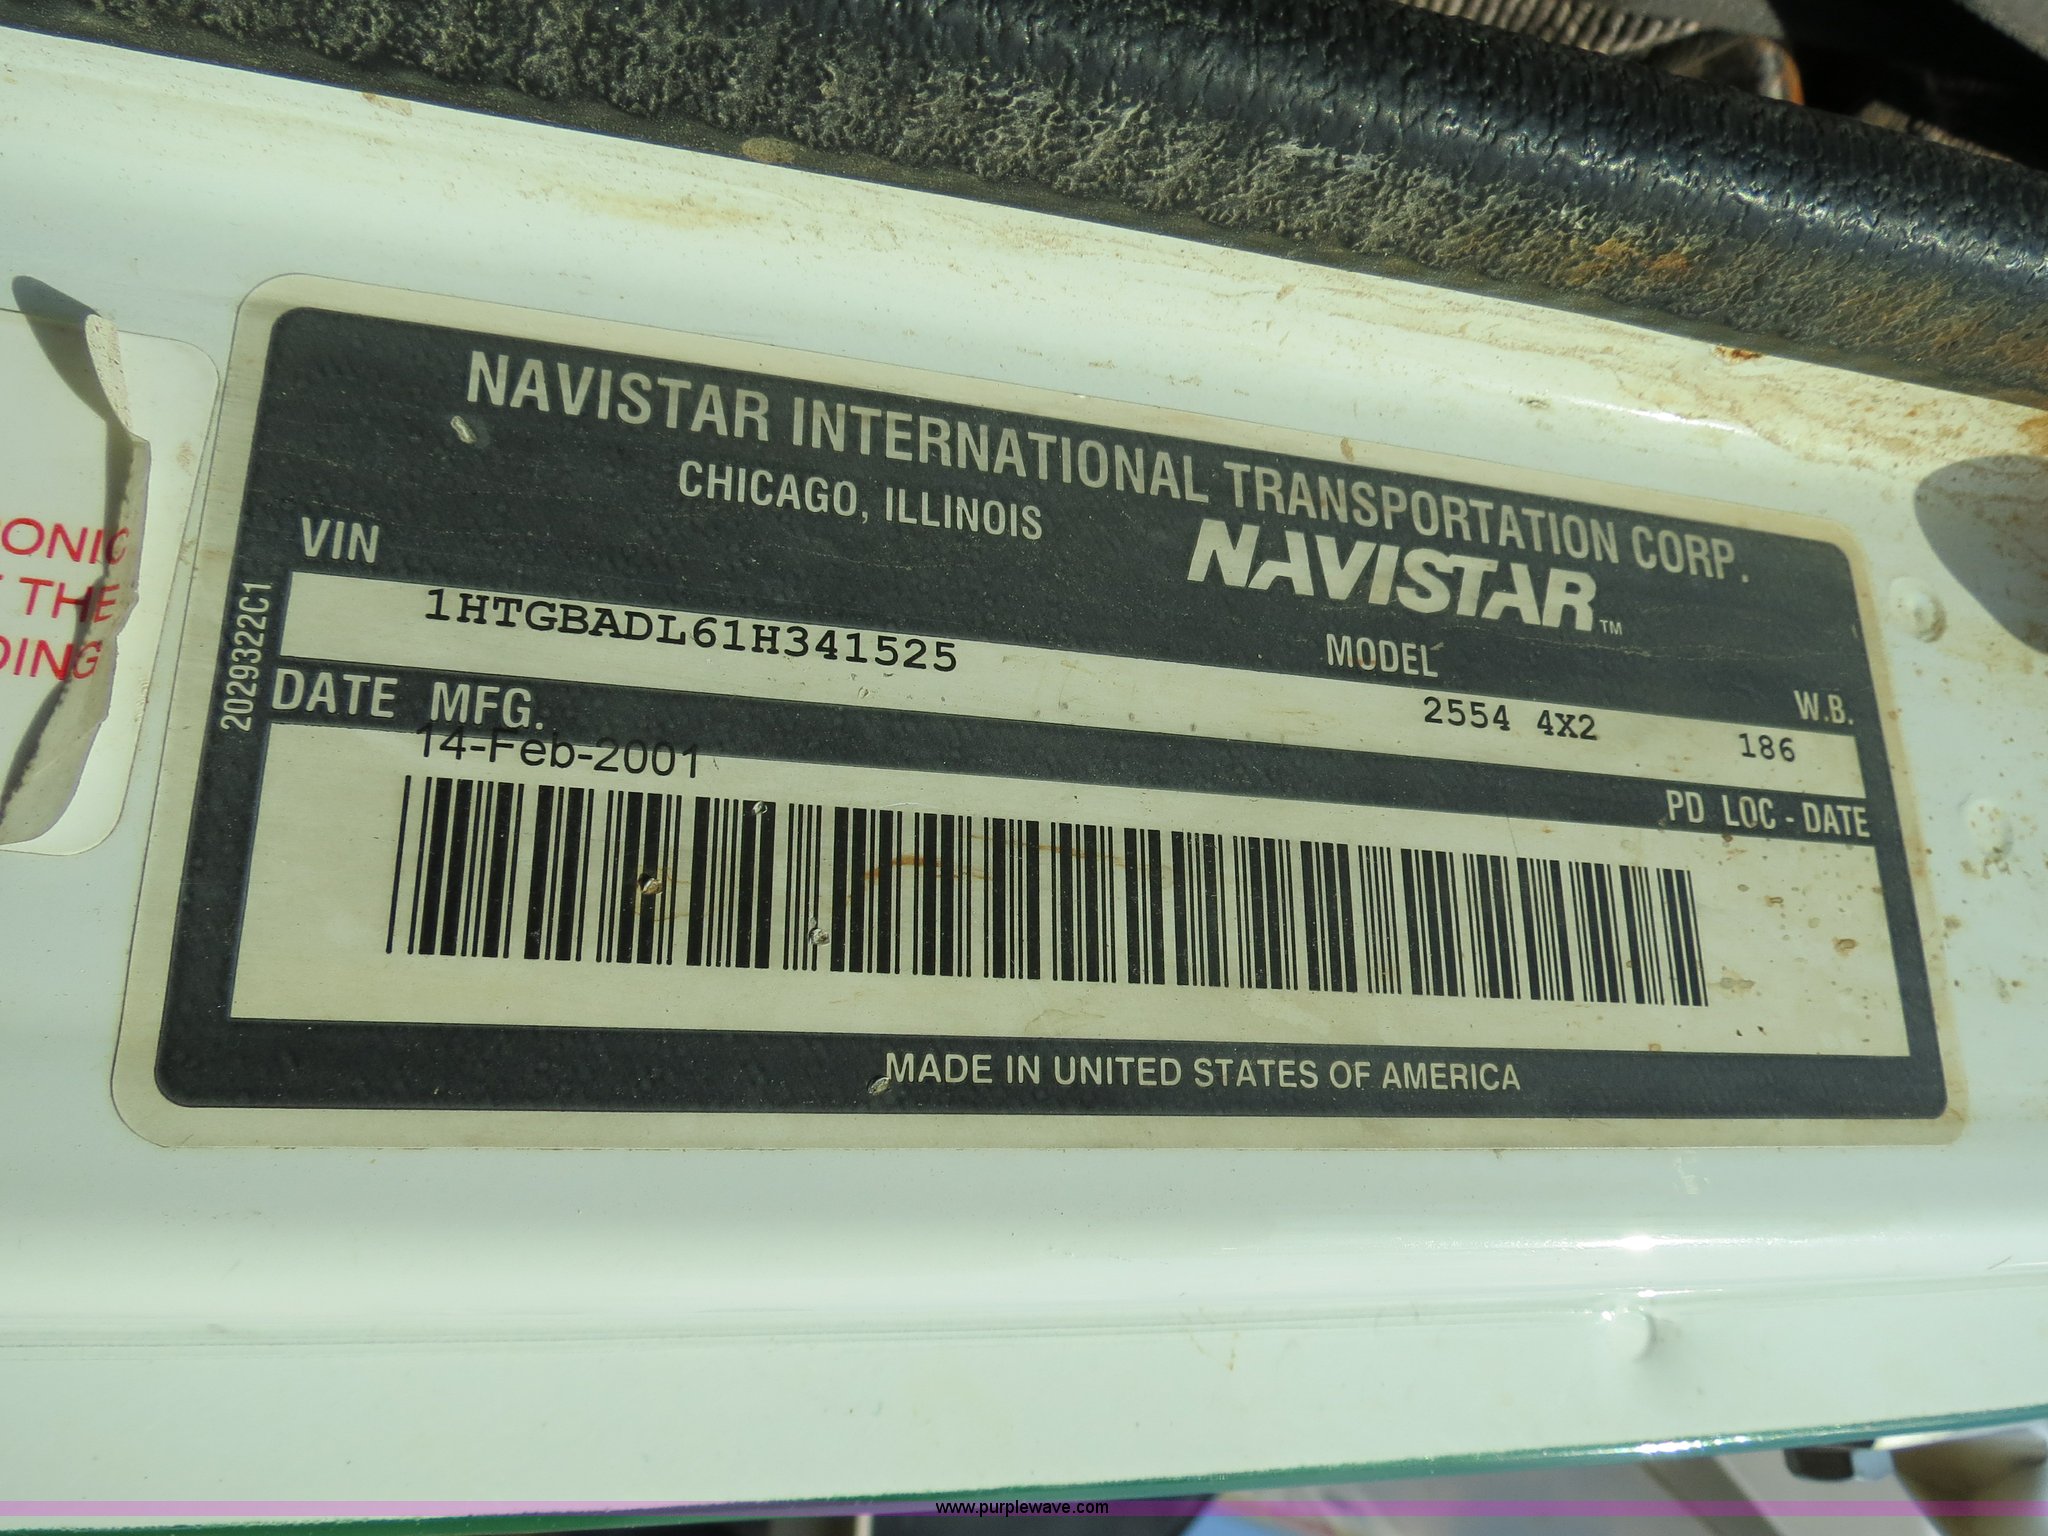 NAVISTAR INTERNATIONAL TRANSPORTATION CORP.
CHICAGO, ILLINOIS
NAVISTAR™
VIN
MODEL
W.B.
1HTGBADL61H341525
2554 4X2
186
DATE MFG.
PD LOC - DATE
14-Feb-2001
MADE IN UNITED STATES OF AMERICA
2029322C1
ONIC
THE
DING
www.purplewave.com